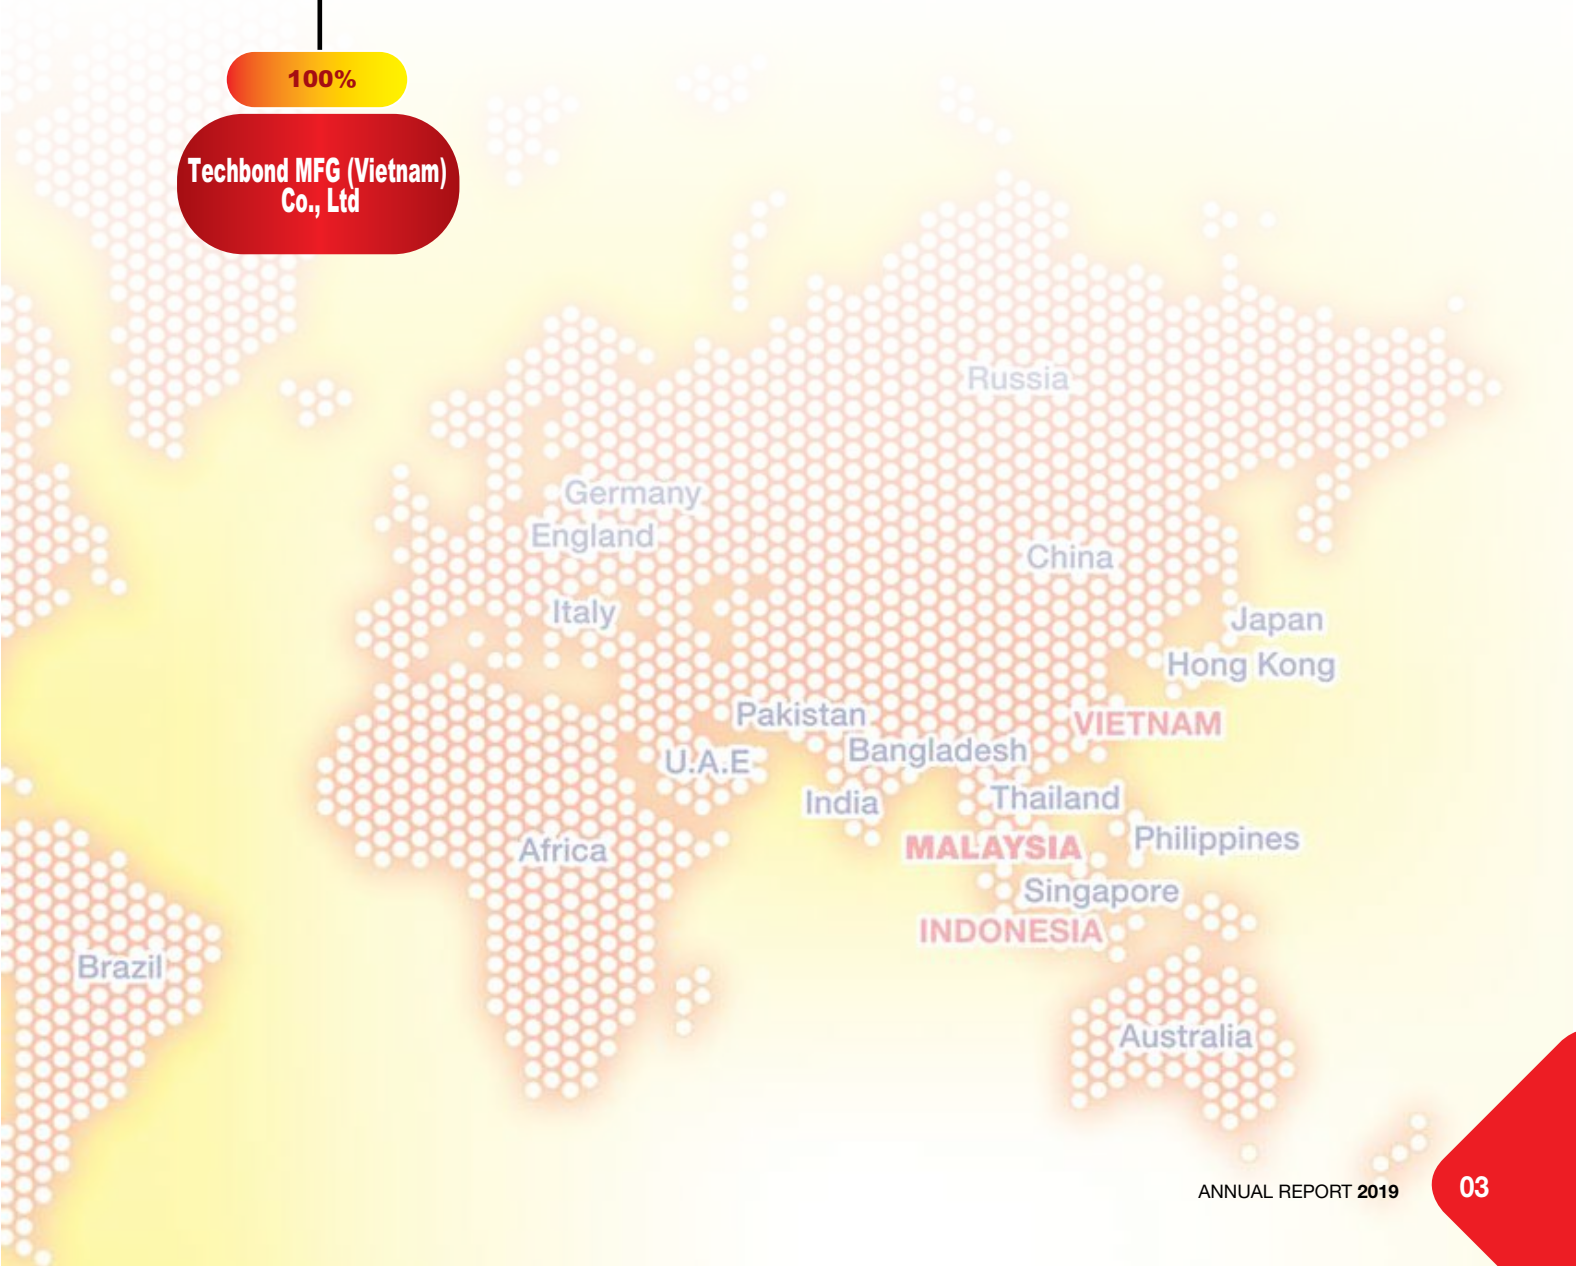 100%
Techbond MFG (Vietnam)
Co., Ltd
Russia
Germany
England
China
Italy
Japan
Hong Kong
Pakistan
VIETNAM
Bangladesh
U.A.E
India
Thailand
Africa
MALAYSIA
Philippines
Singapore
INDONESIA
Brazil
Australia
ANNUAL REPORT 2019
03